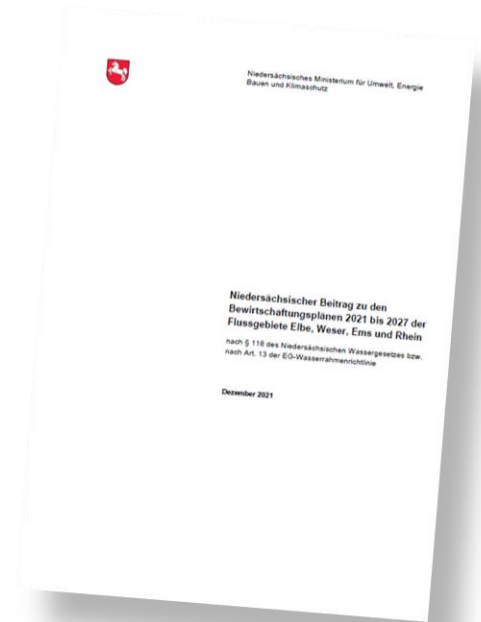 Niedersächsisches Ministerium für Umwelt, Energie
Bauen und Klimaschutz
Niedersächsischer Beitrag zu den
Bewirtschaftungsplänen 2021 bis 2027 der
Flussgebiete Elbe, Weser, Ems und Rhein
nach § 118 des Niedersächsischen Wassergesetzes bzw.
nach Art. 13 der EG-Wasserrahmenrichtlinie
Dezember 2021